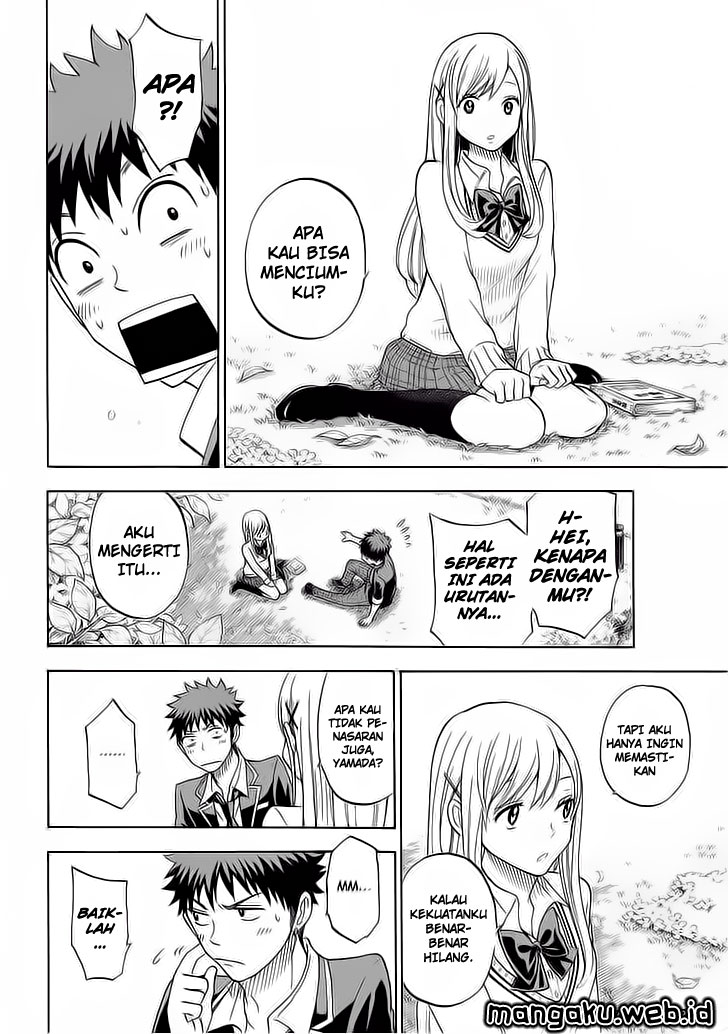 APA
KAU BISA
MENCIUM-
KU?
APA
?!
H-
HEI,
KENAPA
DENGAN-
MU?!
HAL
SEPERTI
INI ADA
URUTAN-
NYA...
AKU
MENGERTI
ITU...
TAPI AKU
HANYA INGIN
MEMASTI-
KAN
KALAU
KEKUATANKU
BENAR-
BENAR
HILANG.
APA KAU
TIDAK PE-
NASARAN
JUGA,
YAMADA?
......
MM...
BAIK-
LAH
...
mangaku.web.id